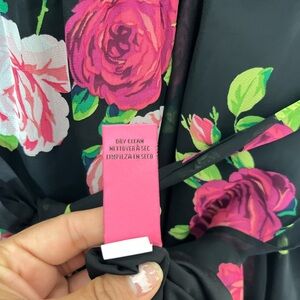 DRY CLEAN
NETTOYER À SEC
LIMPIEZA EN SECO